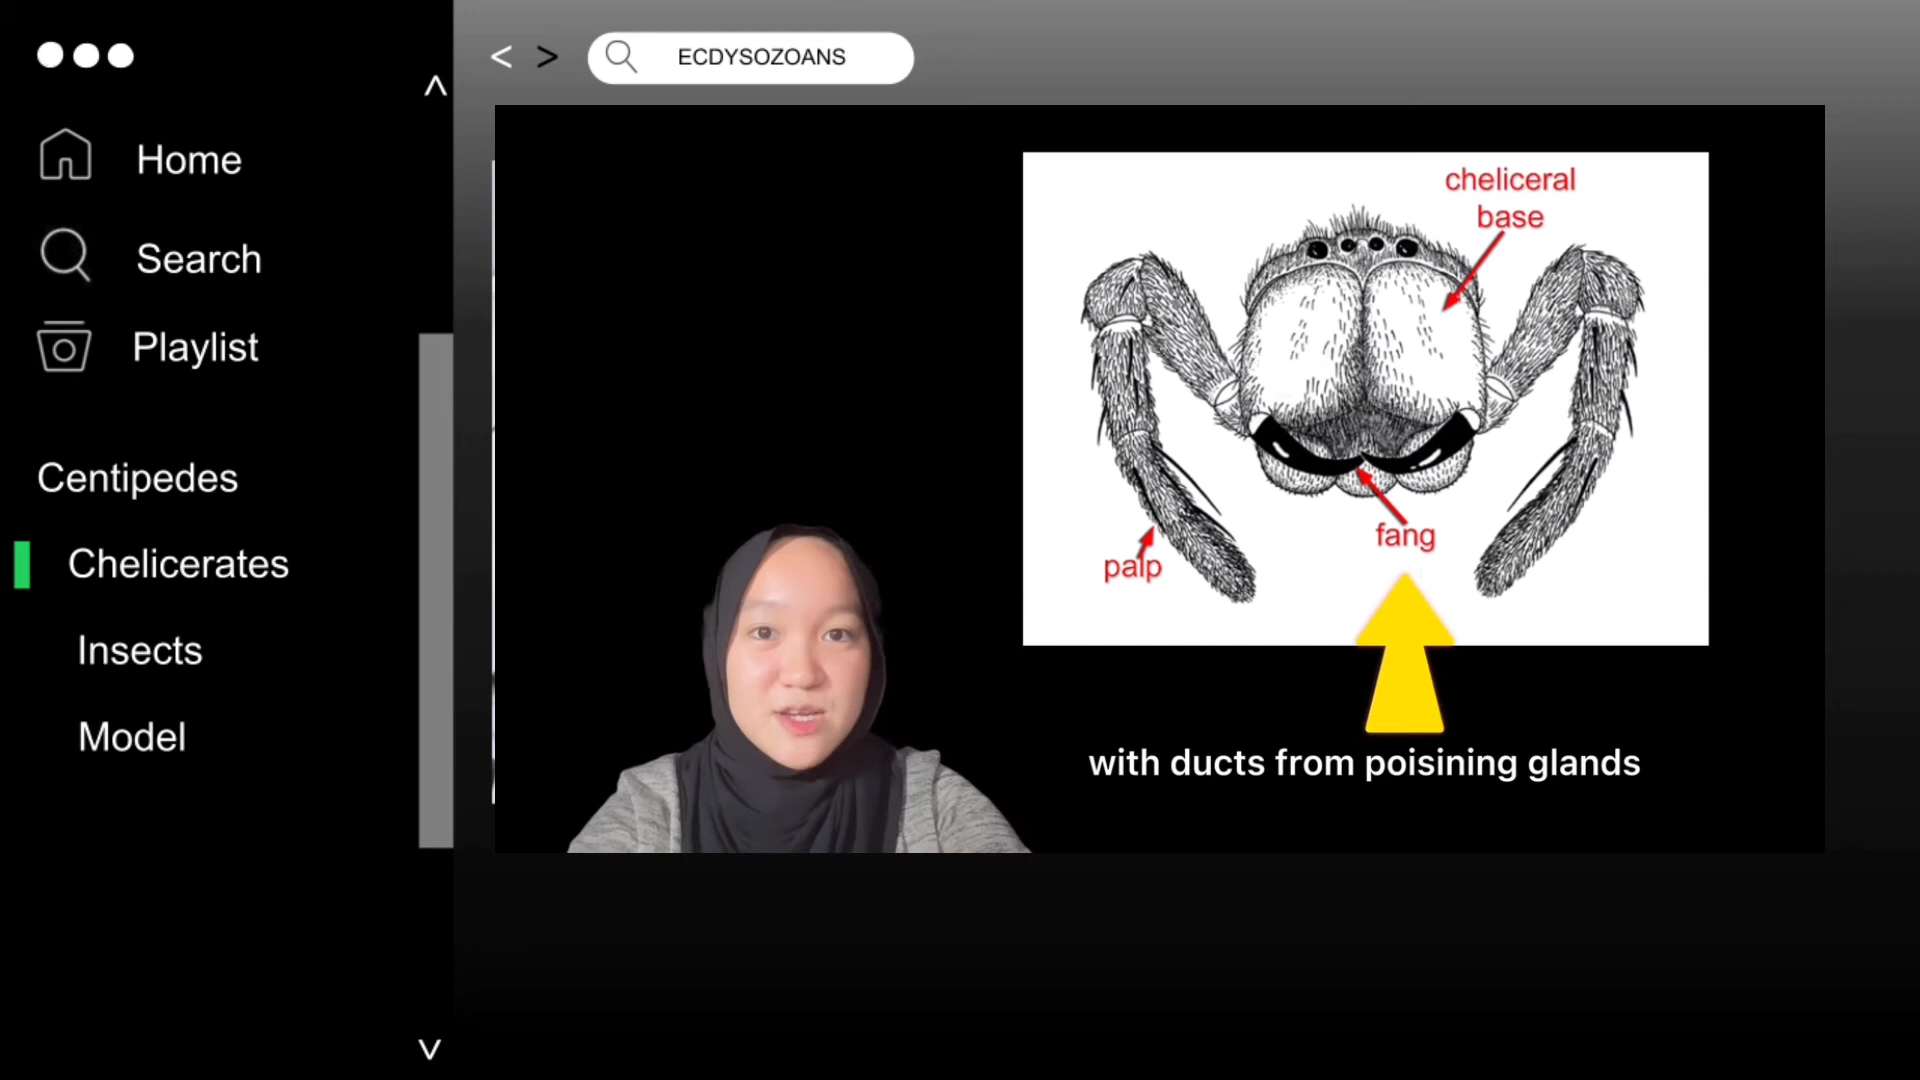 ECDYSOZOANS
Home
Search
Playlist
Centipedes
Chelicerates
Insects
Model
cheliceral
base
fang
palp
with ducts from poisining glands